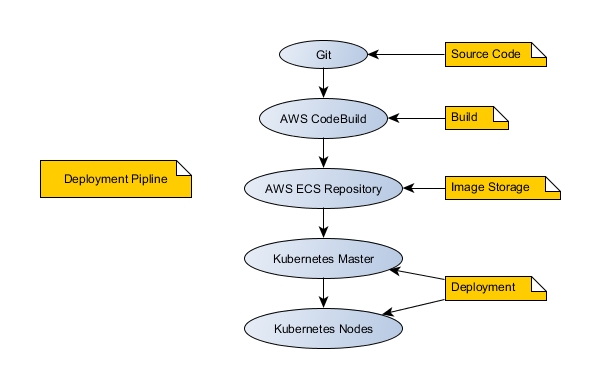 Git
Source Code
AWS CodeBuild
Build
Deployment Pipline
AWS ECS Repository
Image Storage
Kubernetes Master
Deployment
Kubernetes Nodes